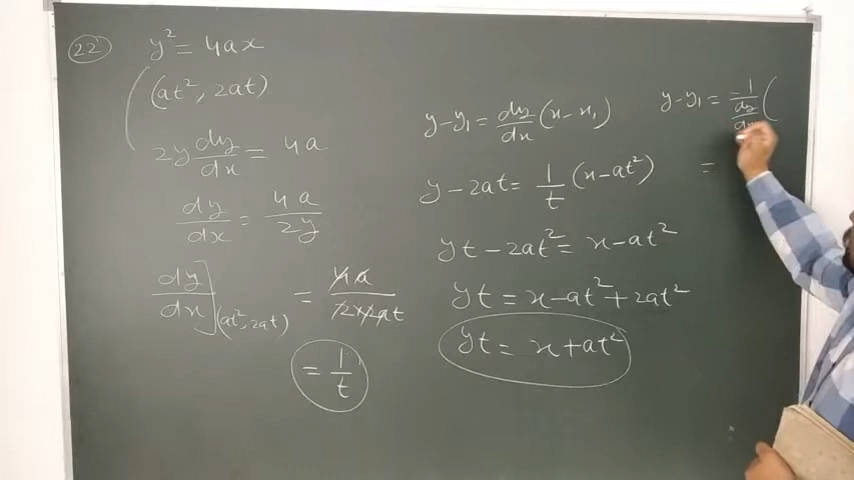 (22) y² = 4ax
(at², 2at)
2y dy/dx = 4a
dy/dx = 4a/2y
dy/dx](at², 2at) = 4a/2×2at
= 1/t
y-y₁ = dy/dx (x-x₁)
y-2at = 1/t (x-at²)
yt-2at² = x-at²
yt = x-at²+2at²
yt = x+at²
y-y₁ = -1/(dy/dx) (
=